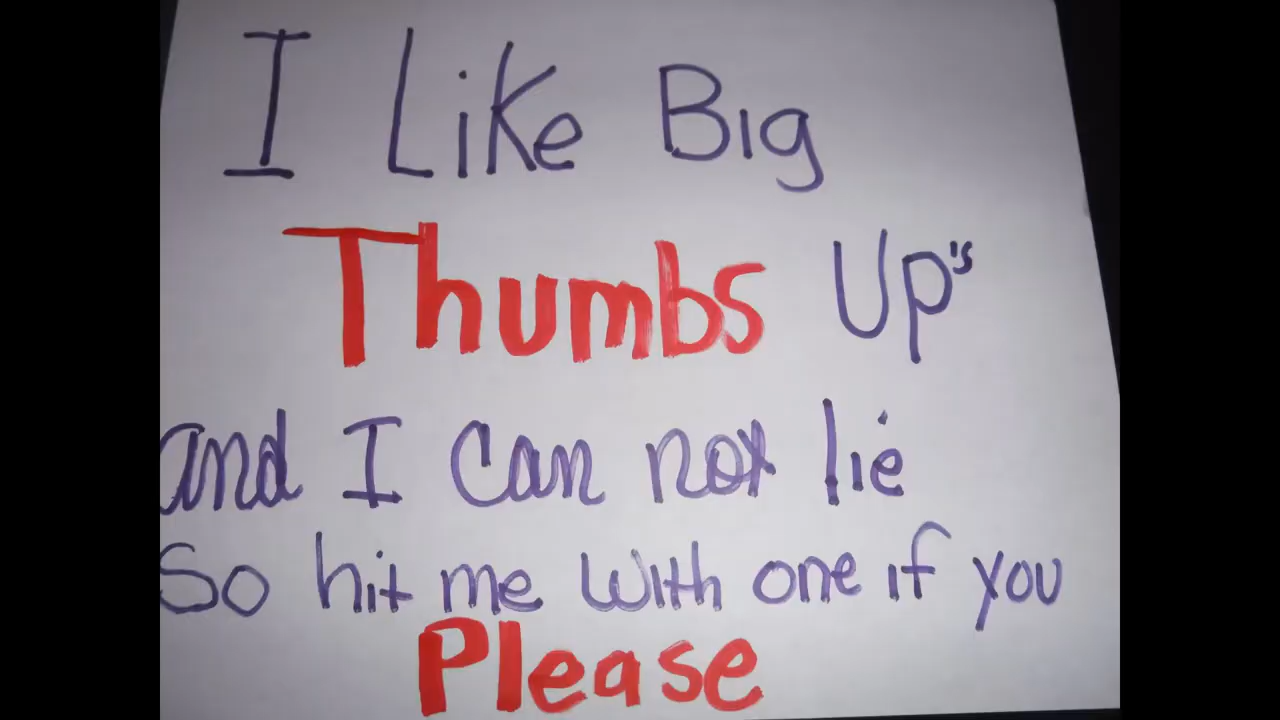 I Like Big
Thumbs Up's
and I can not lie
So hit me with one if you
Please